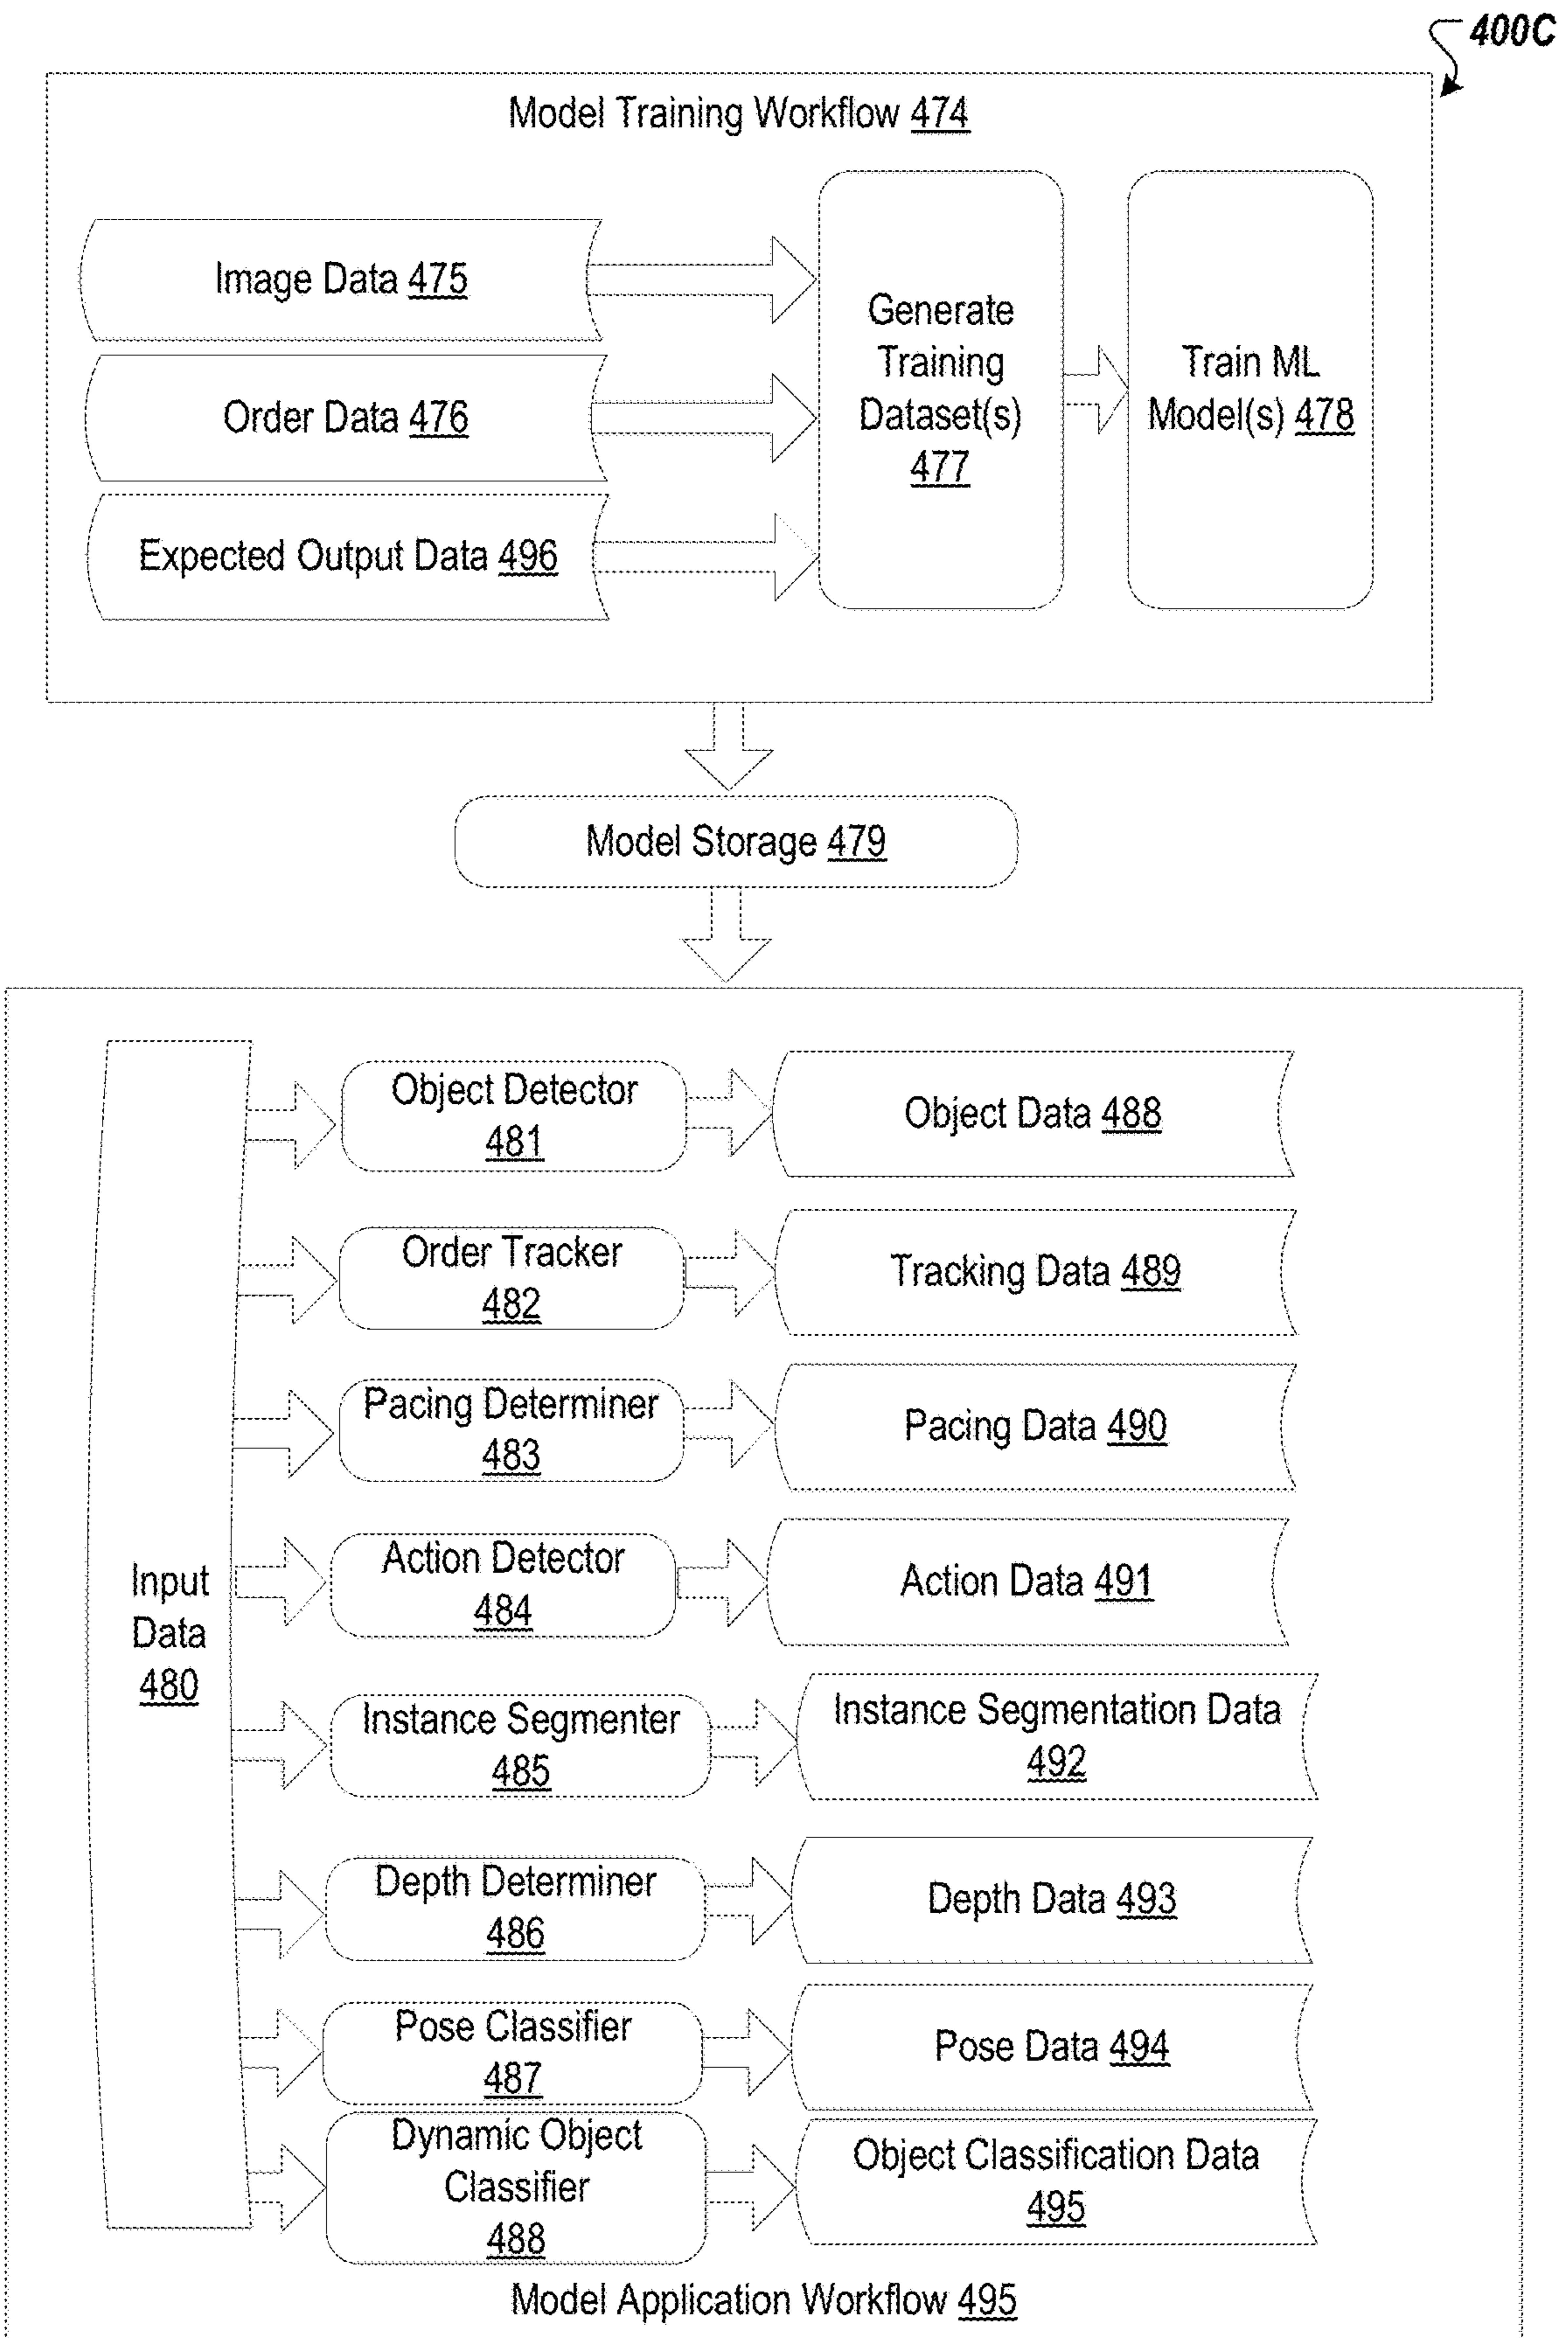 400C
Model Training Workflow 474
Image Data 475
Order Data 476
Expected Output Data 496
Generate
Training
Dataset(s)
477
Train ML
Model(s) 478
Model Storage 479
Input
Data
480
Object Detector
481
Object Data 488
Order Tracker
482
Tracking Data 489
Pacing Determiner
483
Pacing Data 490
Action Detector
484
Action Data 491
Instance Segmenter
485
Instance Segmentation Data
492
Depth Determiner
486
Depth Data 493
Pose Classifier
487
Pose Data 494
Dynamic Object
Classifier
488
Object Classification Data
495
Model Application Workflow 495